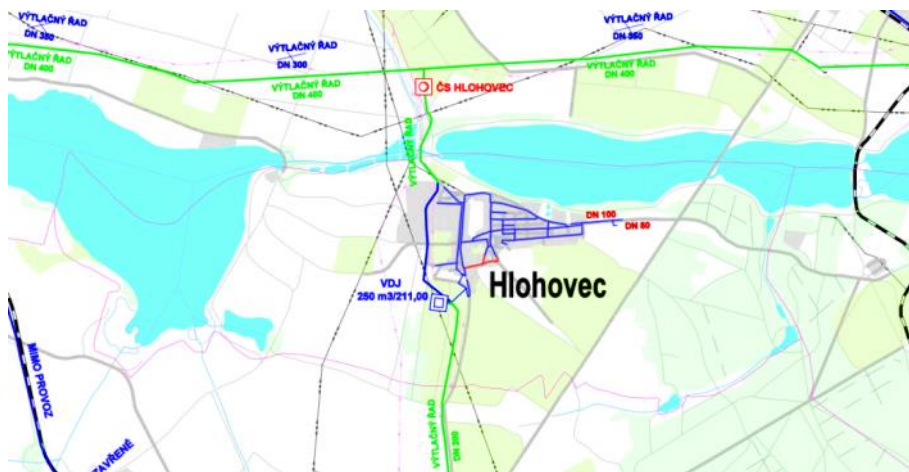 VÝTLAČNÝ ŘAD
DN 350
VÝTLAČNÝ ŘAD
DN 300
VÝTLAČNÝ ŘAD
DN 350
VÝTLAČNÝ ŘAD
DN 400
VÝTLAČNÝ ŘAD
DN 400
VÝTLAČNÝ ŘAD
DN 400
ČS HLOHOVEC
VÝTLAČNÝ ŘAD
DN 100
DN 80
VDJ
250 m3/211,00
Hlohovec
MIMO PROVOZ
VÝTLAČNÝ ŘAD
DN 200